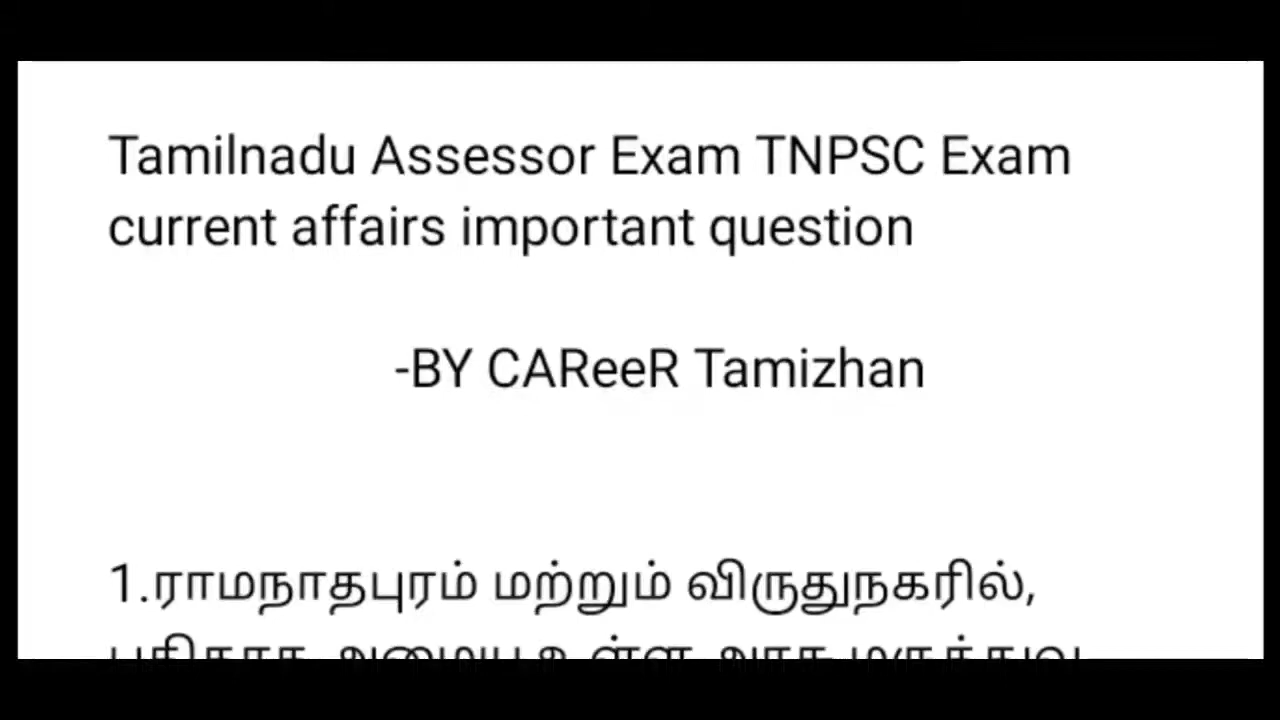 Tamilnadu Assessor Exam TNPSC Exam
current affairs important question
-BY CAReeR Tamizhan
1.ராமநாதபுரம் மற்றும் விருதுநகரில்,